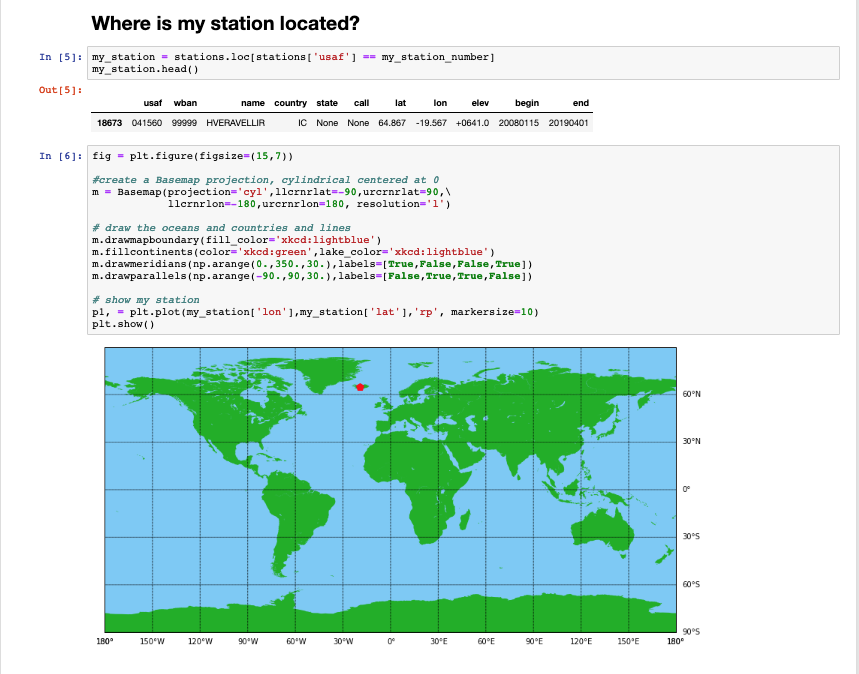 Where is my station located?
In [5]: my_station = stations.loc[stations['usaf'] == my_station_number]
my_station.head()
Out[5]:
usaf wban name country state call lat lon elev begin end
18673 041560 99999 HVERAVELLIR IC None None 64.867 -19.567 +0641.0 20080115 20190401
In [6]: fig = plt.figure(figsize=(15,7))
#create a Basemap projection, cylindrical centered at 0
m = Basemap(projection='cyl',llcrnrlat=-90,urcrnrlat=90,\
llcrnrlon=-180,urcrnrlon=180, resolution='l')
# draw the oceans and countries and lines
m.drawmapboundary(fill_color='xkcd:lightblue')
m.fillcontinents(color='xkcd:green',lake_color='xkcd:lightblue')
m.drawmeridians(np.arange(0.,350.,30.),labels=[True,False,False,True])
m.drawparallels(np.arange(-90.,90,30.),labels=[False,True,True,False])
# show my station
p1, = plt.plot(my_station['lon'],my_station['lat'],'rp', markersize=10)
plt.show()
60°N
30°N
0°
30°S
60°S
90°S
180° 150°W 120°W 90°W 60°W 30°W 0° 30°E 60°E 90°E 120°E 150°E 180°